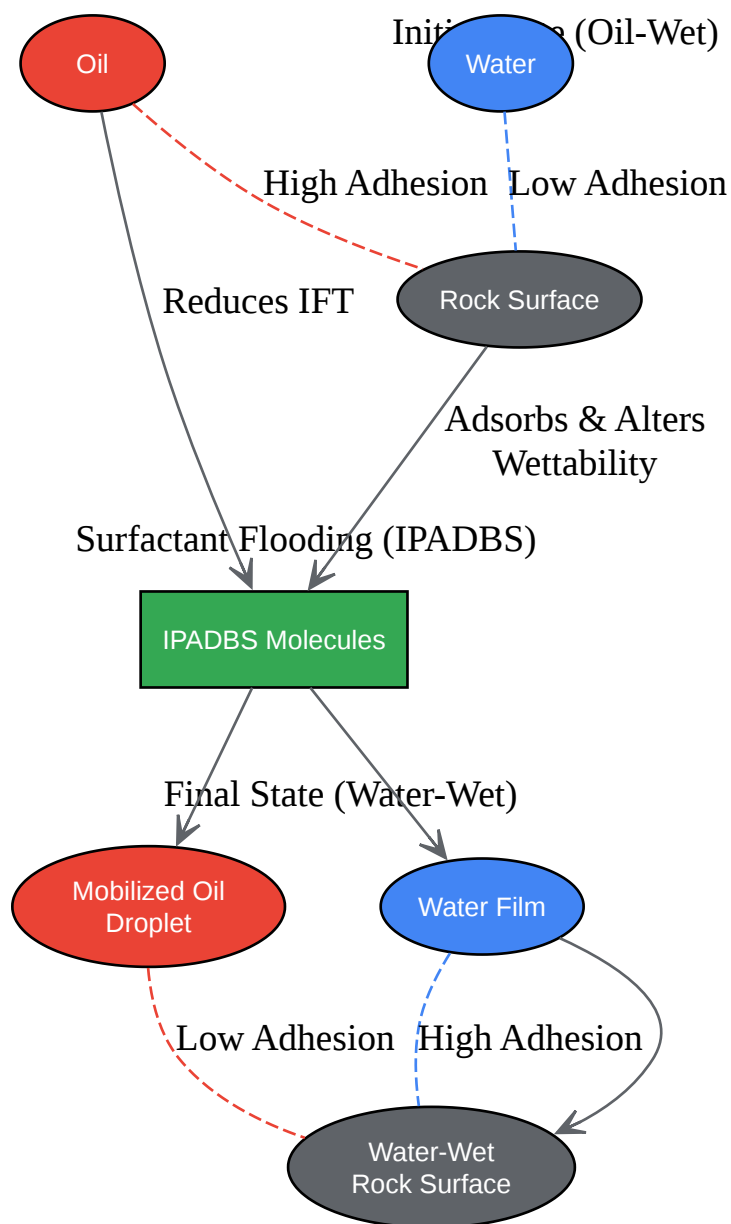 Initi e (Oil-Wet)
Oil
Water
High Adhesion
Low Adhesion
Rock Surface
Reduces IFT
Adsorbs & Alters
Wettability
Surfactant Flooding (IPADBS)
IPADBS Molecules
Final State (Water-Wet)
Mobilized Oil
Droplet
Water Film
Low Adhesion
High Adhesion
Water-Wet
Rock Surface